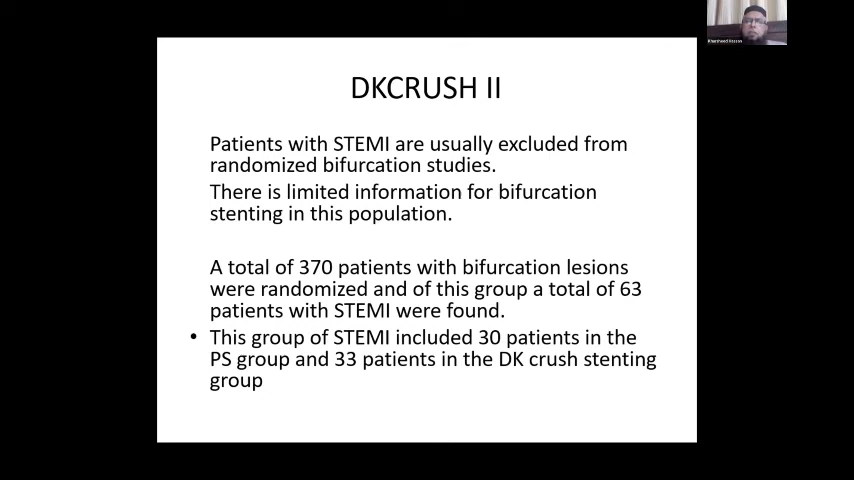 DKCRUSH II
Patients with STEMI are usually excluded from
randomized bifurcation studies.
There is limited information for bifurcation
stenting in this population.
A total of 370 patients with bifurcation lesions
were randomized and of this group a total of 63
patients with STEMI were found.
• This group of STEMI included 30 patients in the
PS group and 33 patients in the DK crush stenting
group